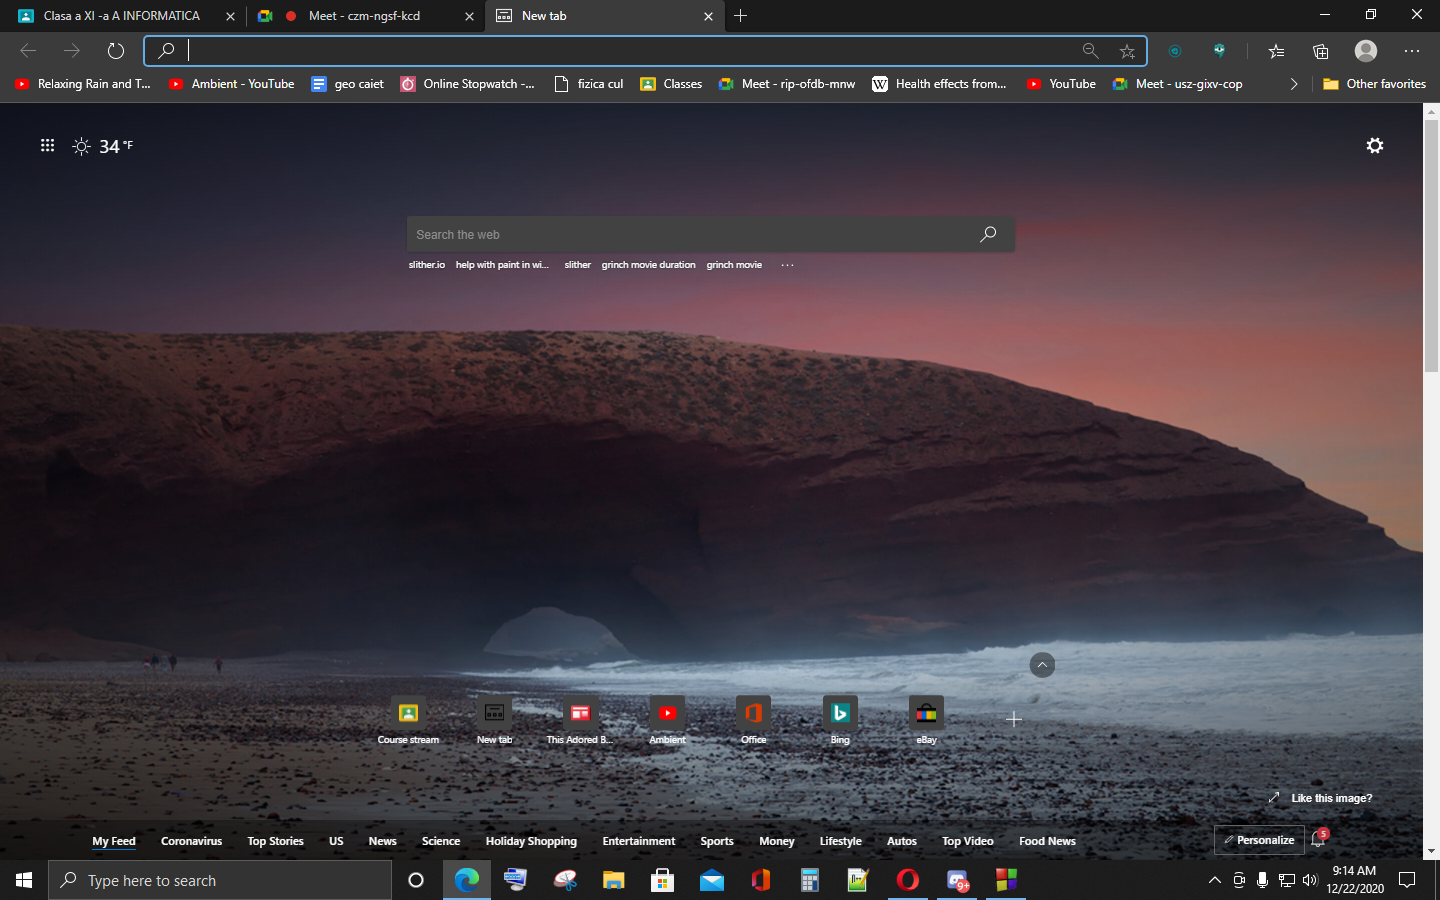 Clasa a XI -a A INFORMATICA
Meet - czm-ngsf-kcd
New tab
Relaxing Rain and T...
Ambient - YouTube
geo caiet
Online Stopwatch -...
fizica cul
Classes
Meet - rip-ofdb-mnw
Health effects from...
YouTube
Meet - usz-gixv-cop
Other favorites
34 °F
Search the web
slither.io
help with paint in wi...
slither
grinch movie duration
grinch movie
Course stream
New tab
This Adored B...
Ambient
Office
Bing
eBay
Like this image?
My Feed
Coronavirus
Top Stories
US
News
Science
Holiday Shopping
Entertainment
Sports
Money
Lifestyle
Autos
Top Video
Food News
Personalize
5
Type here to search
9+
9:14 AM
12/22/2020